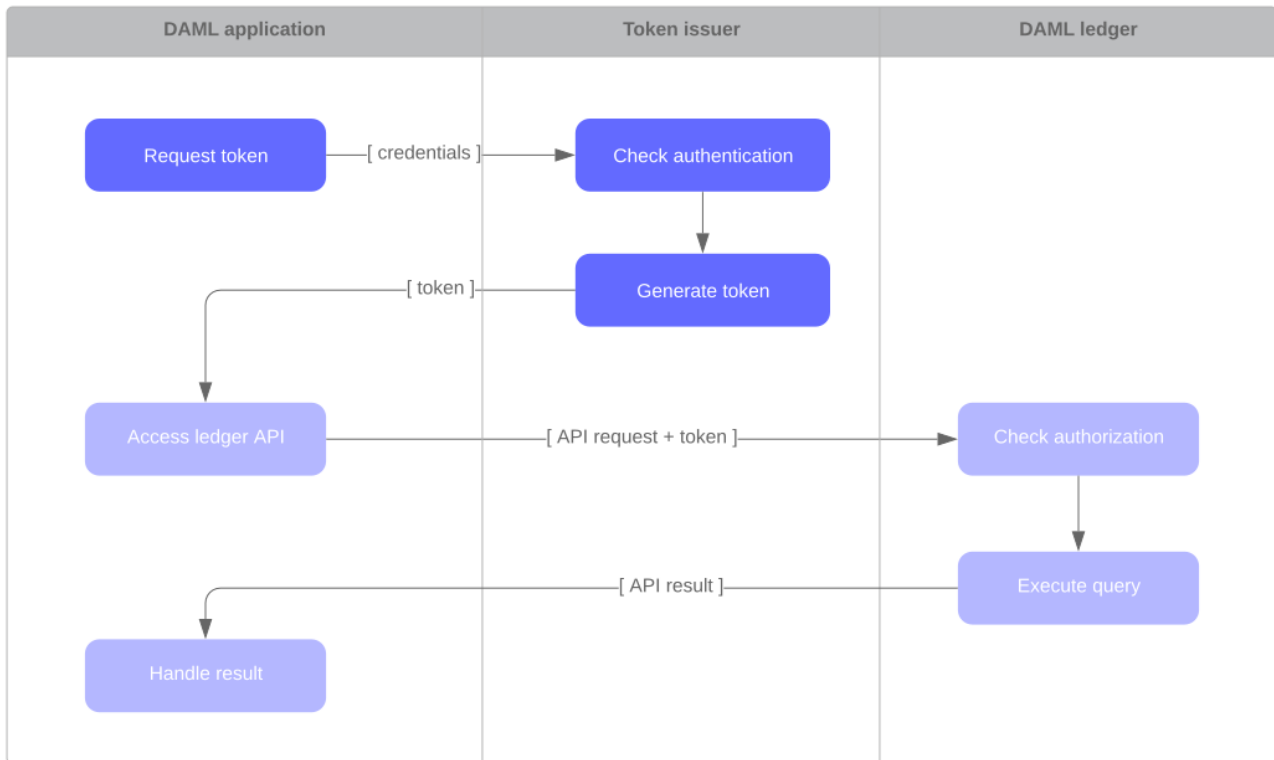 DAML application
Token issuer
DAML ledger
Request token
[ credentials ]
Check authentication
[ token ]
Generate token
Access ledger API
[ API request + token ]
Check authorization
[ API result ]
Execute query
Handle result